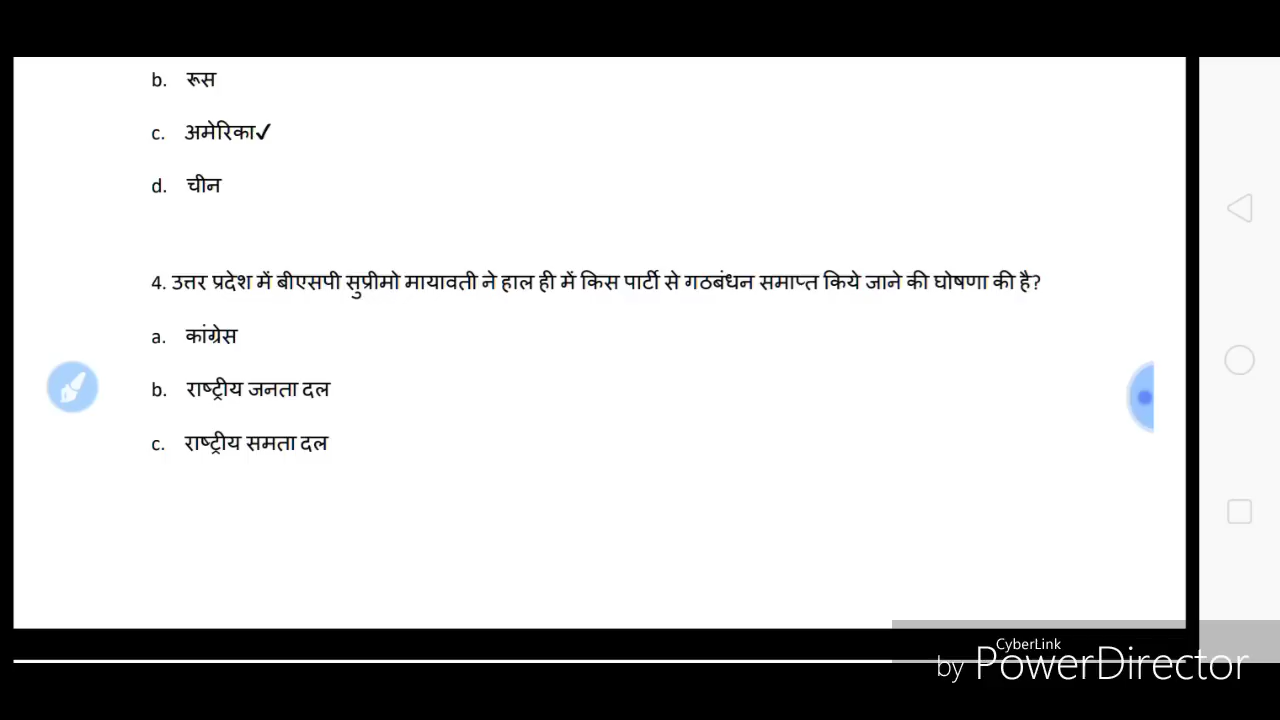 b. रूस
c. अमेरिका✓
d. चीन
4. उत्तर प्रदेश में बीएसपी सुप्रीमो मायावती ने हाल ही में किस पार्टी से गठबंधन समाप्त किये जाने की घोषणा की है?
a. कांग्रेस
b. राष्ट्रीय जनता दल
c. राष्ट्रीय समता दल
CyberLink
by PowerDirector